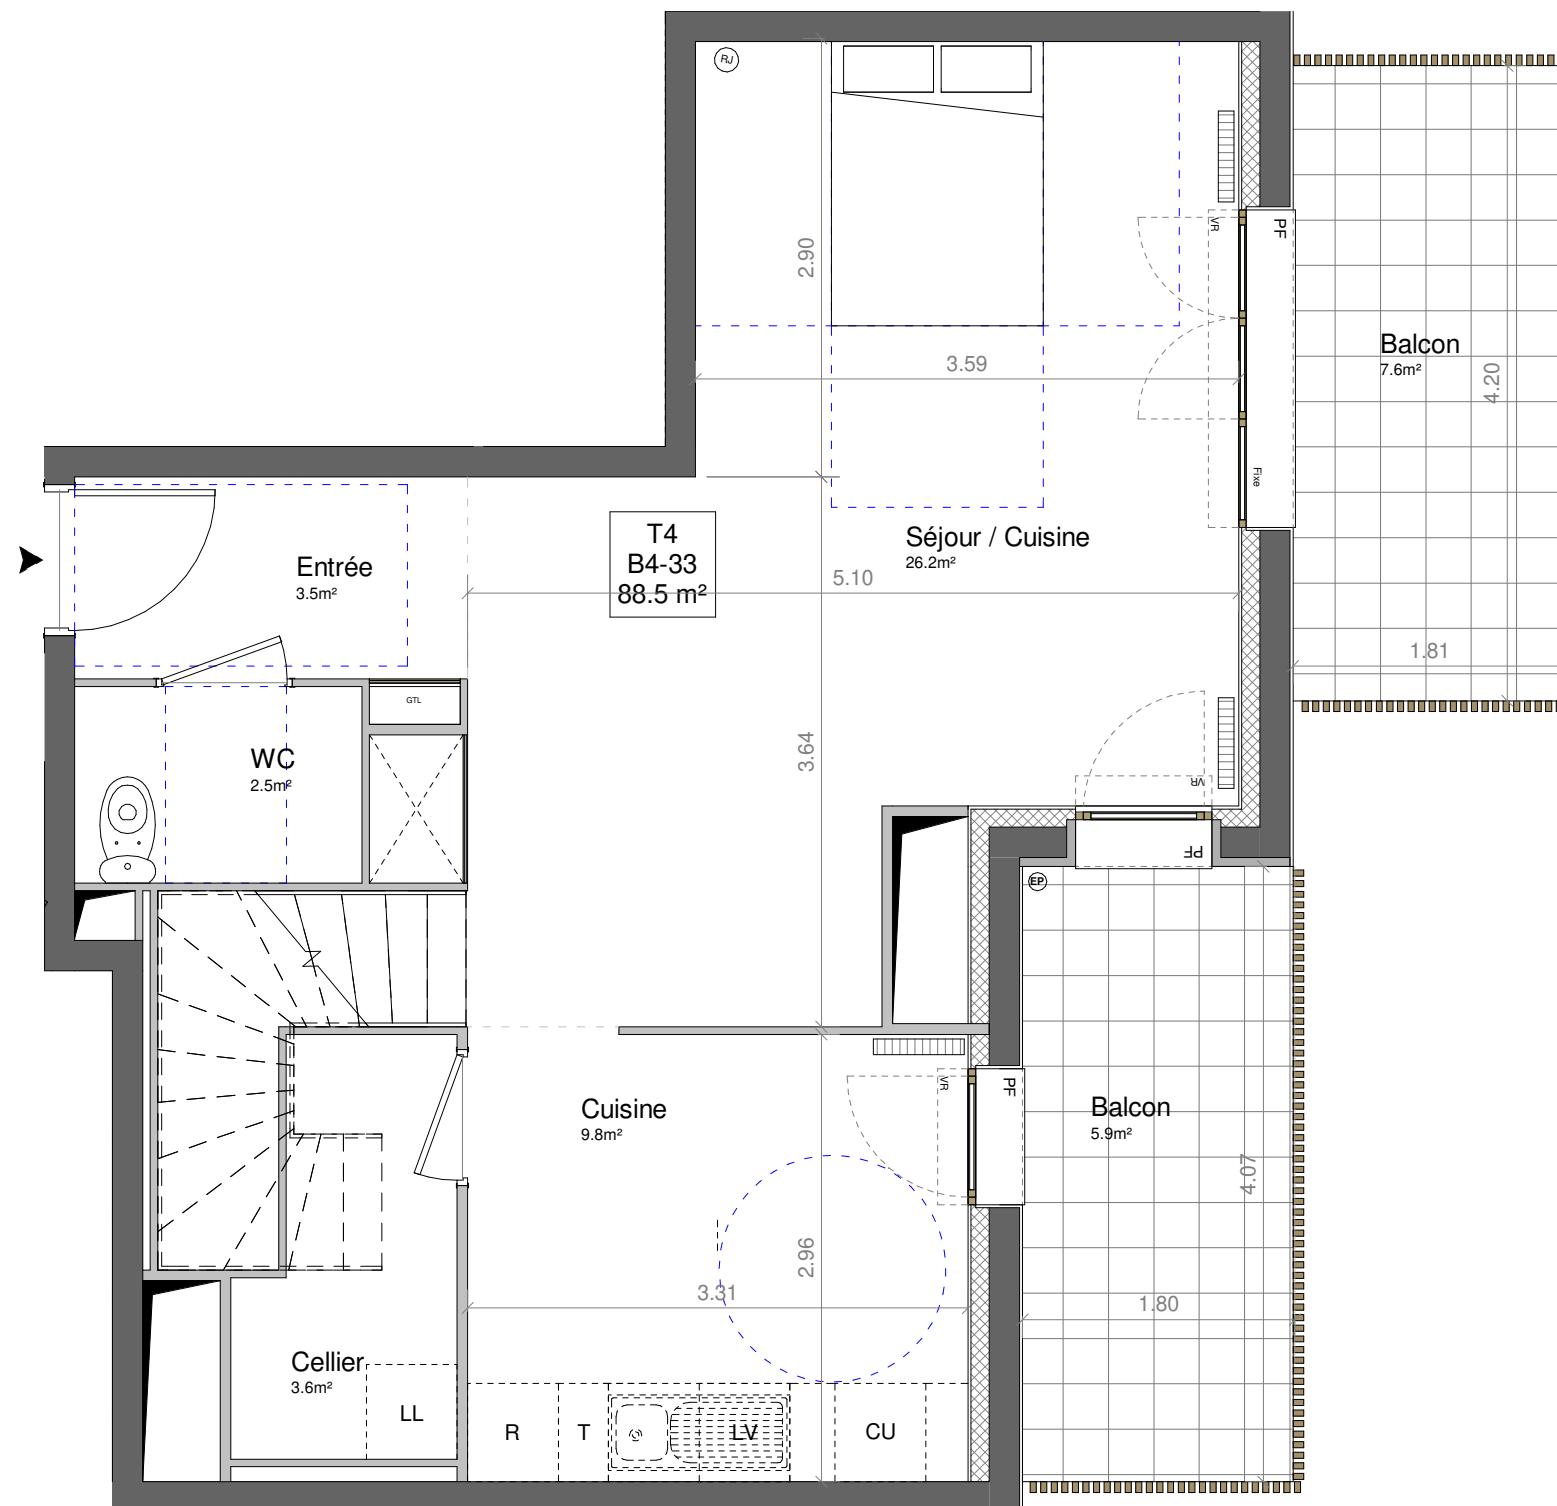 RJ
2.90
VR
PF
3.59
Balcon
7.6m²
4.20
Fixe
T4
B4-33
88.5 m²
Séjour / Cuisine
26.2m²
Entrée
3.5m²
5.10
1.81
GTL
WC
2.5m²
3.64
VR
PF
EP
Cuisine
9.8m²
VR
PF
Balcon
5.9m²
4.07
2.96
3.31
1.80
Cellier
3.6m²
LL
R
T
LV
CU